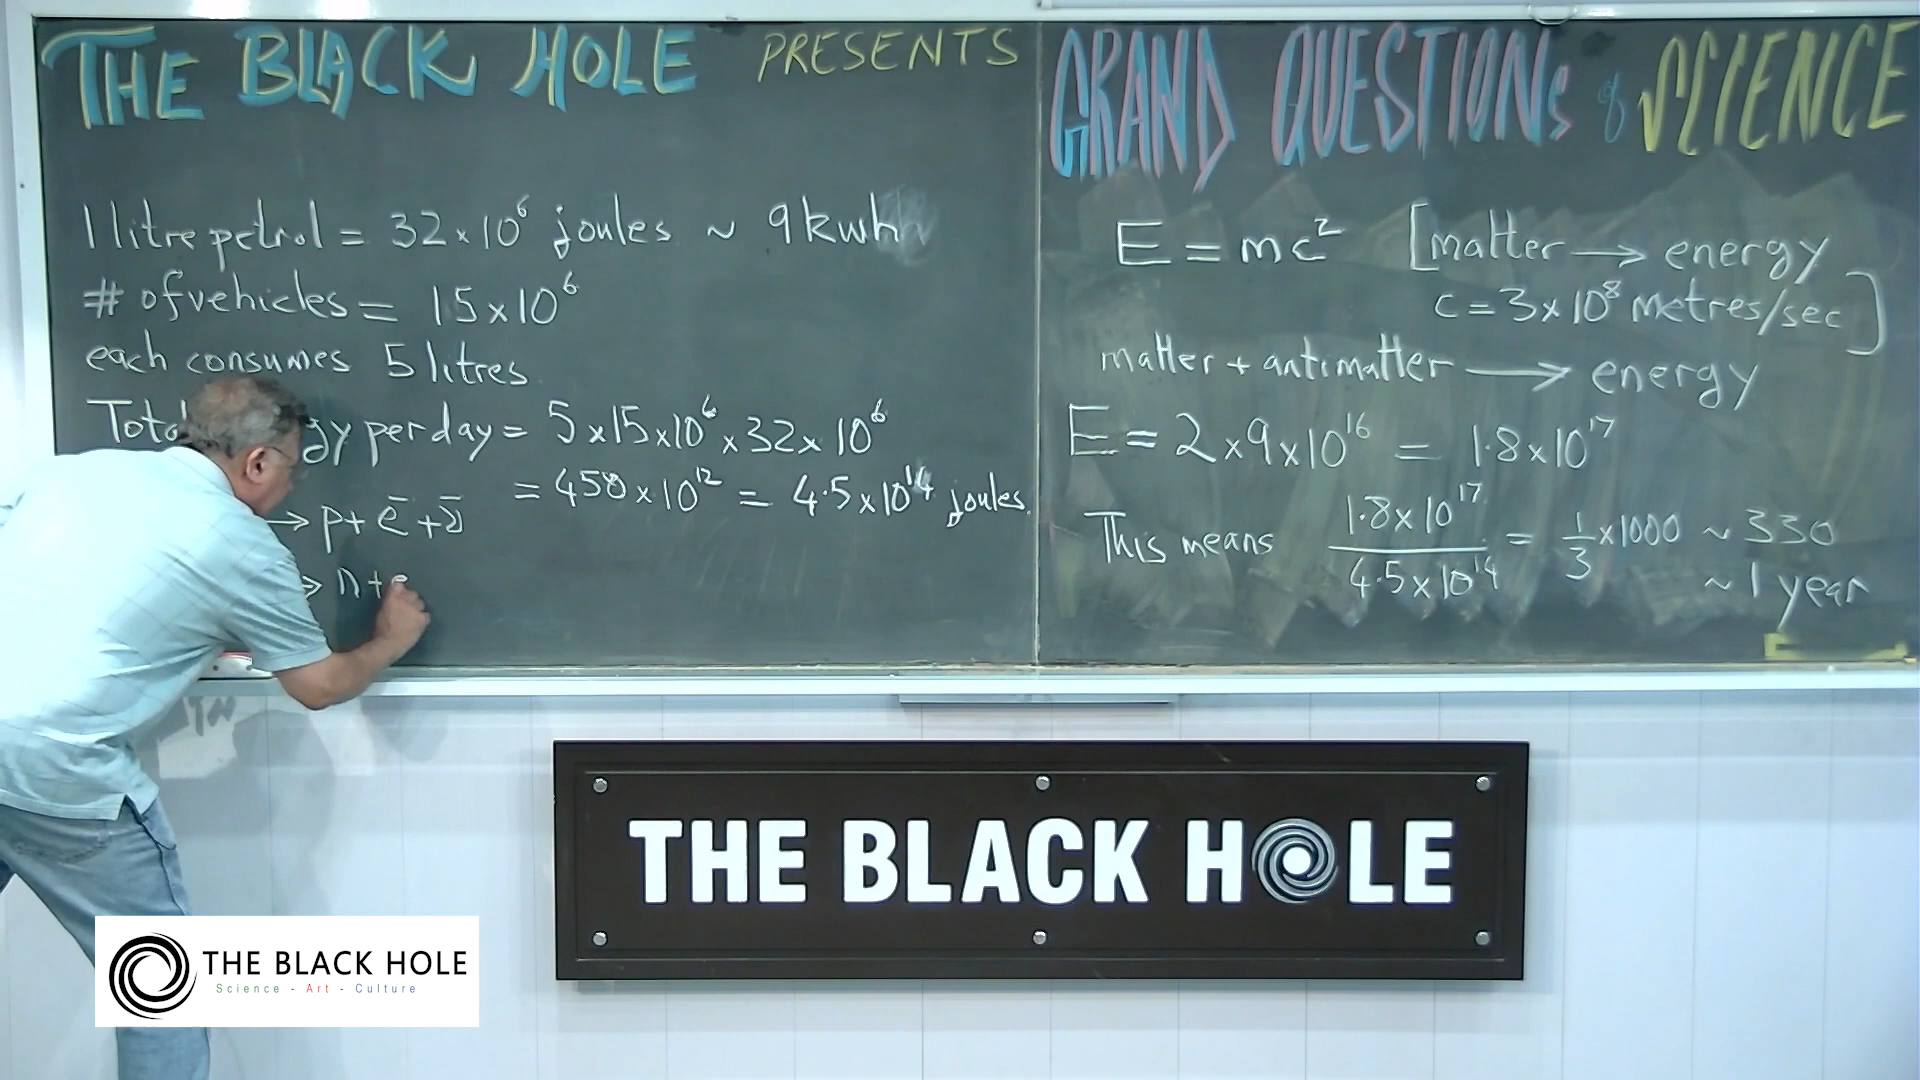 THE BLACK HOLE PRESENTS
GRAND QUESTIONs of SCIENCE
1 litre petrol = 32 × 10⁶ joules ~ 9 kwh
# of vehicles = 15 × 10⁶
each consumes 5 litres
per day = 5 × 15 × 10⁶ × 32 × 10⁶
= 450 × 10¹² = 4.5 × 10¹⁴ joules.
→ p + e⁻ + ν̄
→ n + e
E = mc² [matter → energy
c = 3 × 10⁸ metres/sec]
matter + antimatter → energy
E = 2 × 9 × 10¹⁶ = 1.8 × 10¹⁷
This means 1.8 × 10¹⁷ / 4.5 × 10¹⁴ = 1/3 × 1000 ~ 330
~ 1 year
THE BLACK HOLE
THE BLACK HOLE
Science - Art - Culture